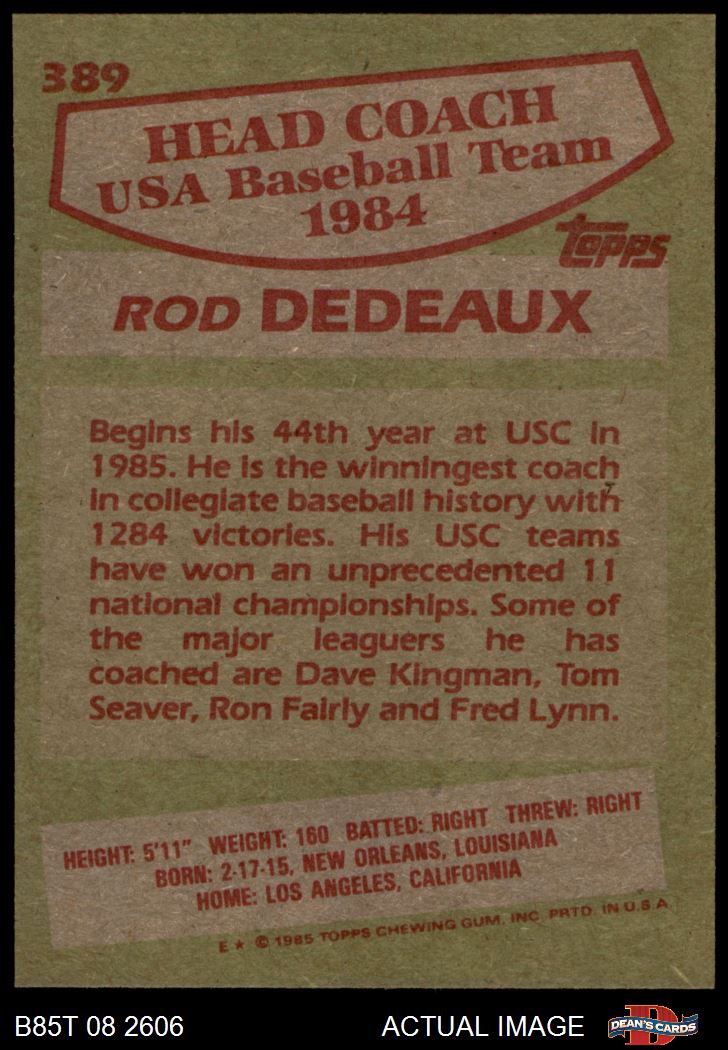 389
HEAD COACH
USA Baseball Team
1984
topps
ROD DEDEAUX
Begins his 44th year at USC in
1985. He is the winningest coach
in collegiate baseball history with
1284 victories. His USC teams
have won an unprecedented 11
national championships. Some of
the major leaguers he has
coached are Dave Kingman, Tom
Seaver, Ron Fairly and Fred Lynn.
HEIGHT: 5'11" WEIGHT: 160 BATTED: RIGHT THREW: RIGHT
BORN: 2-17-15, NEW ORLEANS, LOUISIANA
HOME: LOS ANGELES, CALIFORNIA
E ★ © 1985 TOPPS CHEWING GUM, INC. PRTD. IN U.S.A.
B85T 08 2606 ACTUAL IMAGE DEAN'S CARDS